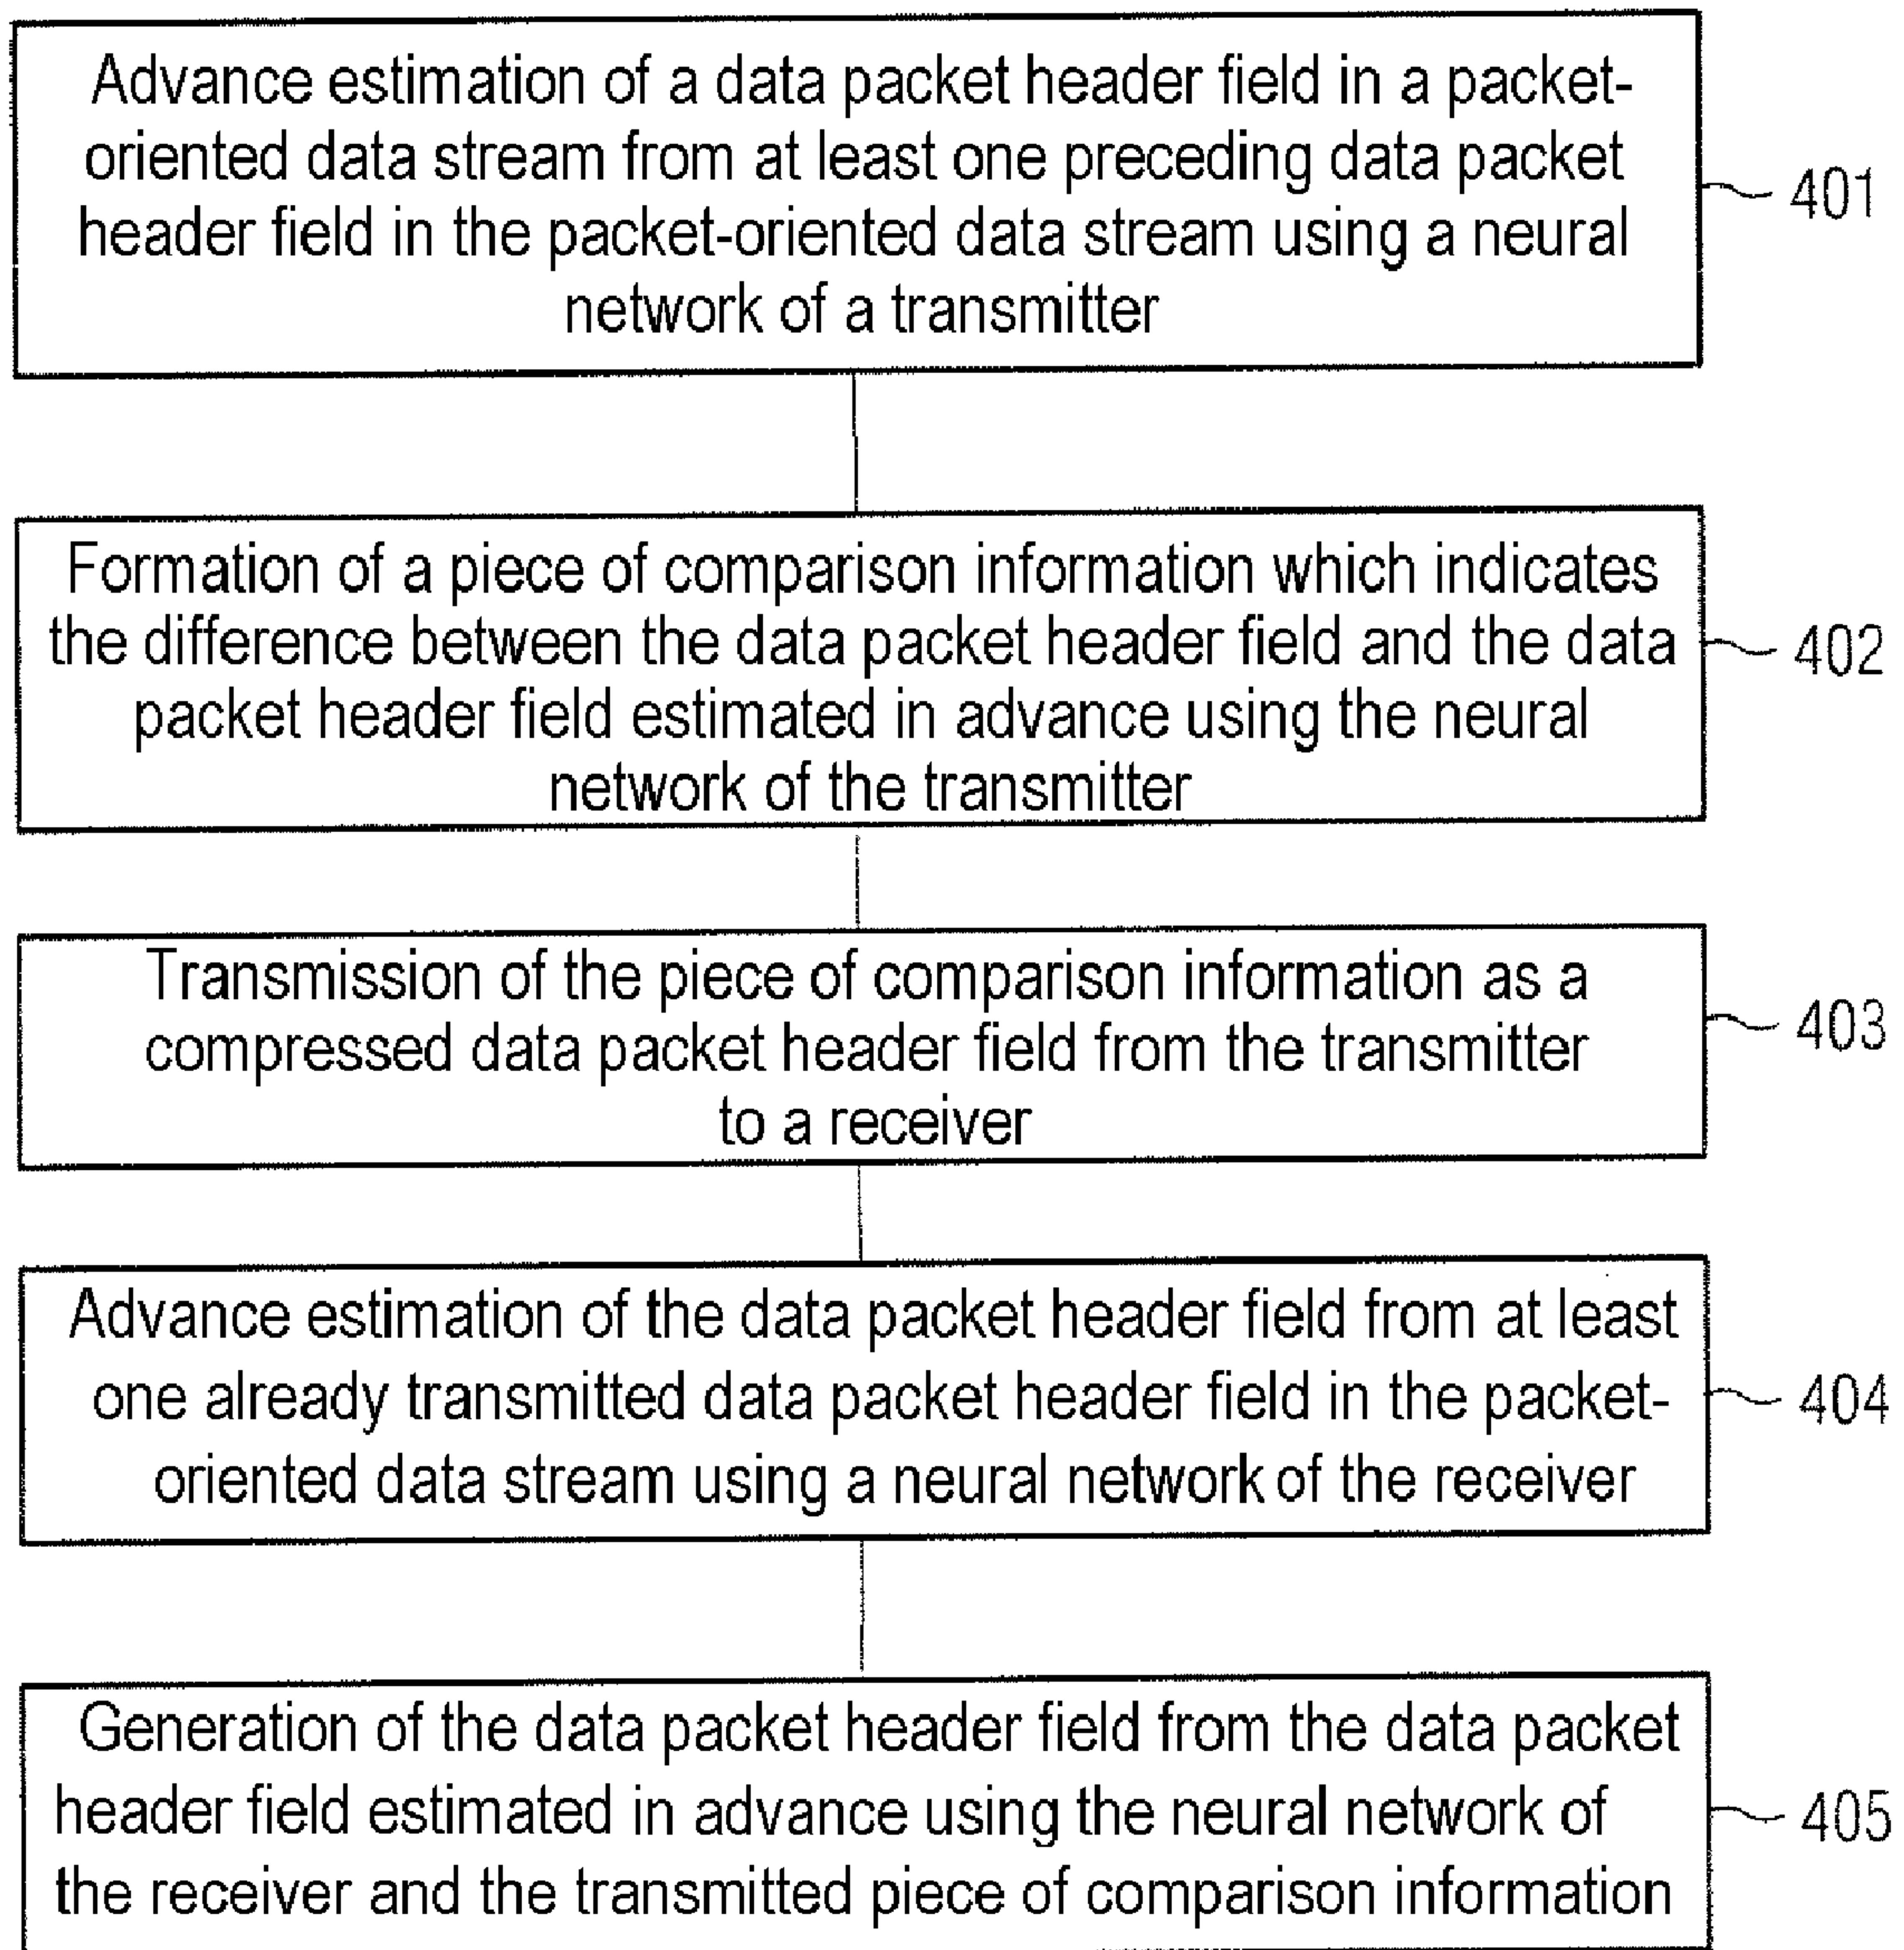 Advance estimation of a data packet header field in a packet-
oriented data stream from at least one preceding data packet
header field in the packet-oriented data stream using a neural
network of a transmitter
401
Formation of a piece of comparison information which indicates
the difference between the data packet header field and the data
packet header field estimated in advance using the neural
network of the transmitter
402
Transmission of the piece of comparison information as a
compressed data packet header field from the transmitter
to a receiver
403
Advance estimation of the data packet header field from at least
one already transmitted data packet header field in the packet-
oriented data stream using a neural network of the receiver
404
Generation of the data packet header field from the data packet
header field estimated in advance using the neural network of
the receiver and the transmitted piece of comparison information
405